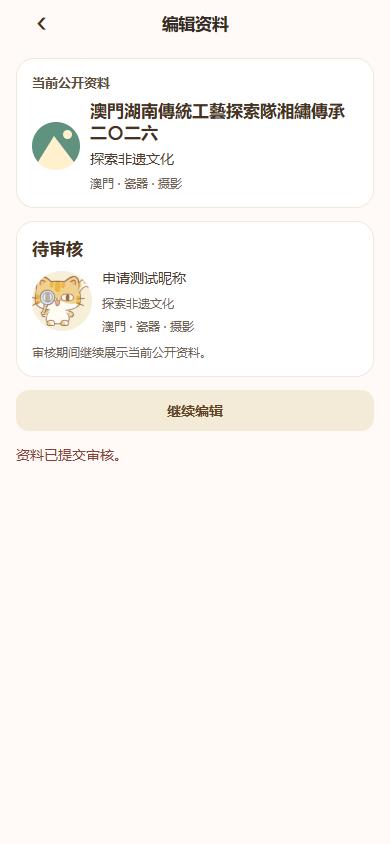 编辑资料
当前公开资料
澳門湖南傳統工藝探索隊湘繡傳承
二〇二六
探索非遗文化
澳門 · 瓷器 · 摄影
待审核
申请测试昵称
探索非遗文化
澳門 · 瓷器 · 摄影
审核期间继续展示当前公开资料。
继续编辑
资料已提交审核。